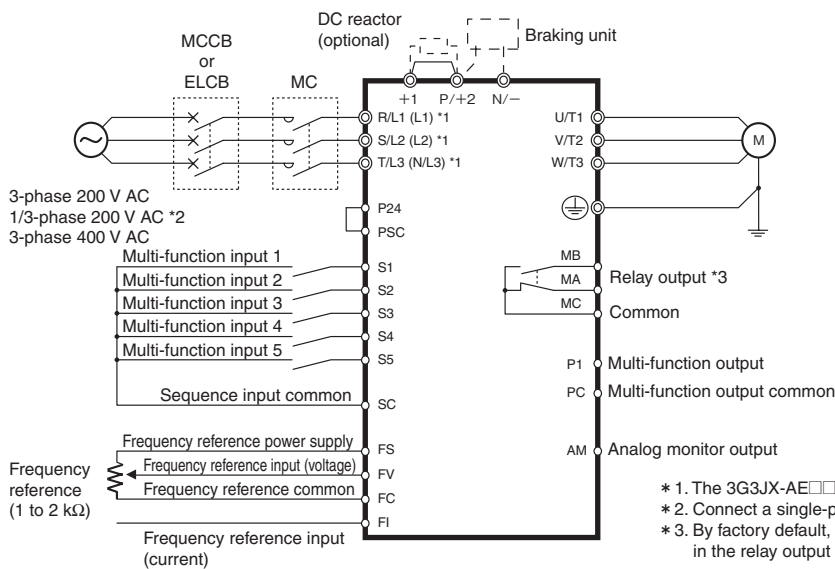 DC reactor
(optional)
Braking unit
MCCB
or
ELCB
MC
+1
P/+2
N/−
R/L1 (L1) *1
S/L2 (L2) *1
T/L3 (N/L3) *1
U/T1
V/T2
W/T3
M
3-phase 200 V AC
1/3-phase 200 V AC *2
3-phase 400 V AC
P24
PSC
Multi-function input 1
S1
Multi-function input 2
S2
Multi-function input 3
S3
Multi-function input 4
S4
Multi-function input 5
S5
Sequence input common
SC
MB
MA
Relay output *3
MC
Common
P1
Multi-function output
PC
Multi-function output common
AM
Analog monitor output
Frequency reference power supply
FS
Frequency reference input (voltage)
FV
Frequency reference common
FC
Frequency
reference
(1 to 2 kΩ)
FI
Frequency reference input
(current)
*1. The 3G3JX-AE□□
*2. Connect a single-p
*3. By factory default,
in the relay output